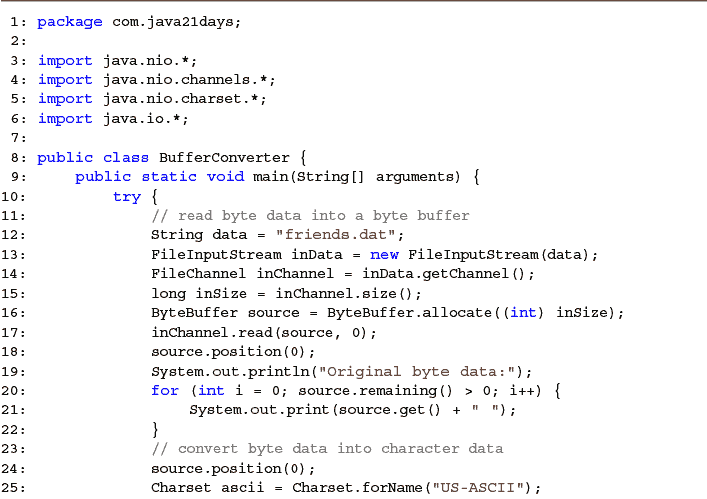 1: package com.java21days;
2:
3: import java.nio.*;
4: import java.nio.channels.*;
5: import java.nio.charset.*;
6: import java.io.*;
7:
8: public class BufferConverter {
9:     public static void main(String[] arguments) {
10:         try {
11:             // read byte data into a byte buffer
12:             String data = "friends.dat";
13:             FileInputStream inData = new FileInputStream(data);
14:             FileChannel inChannel = inData.getChannel();
15:             long inSize = inChannel.size();
16:             ByteBuffer source = ByteBuffer.allocate((int) inSize);
17:             inChannel.read(source, 0);
18:             source.position(0);
19:             System.out.println("Original byte data:");
20:             for (int i = 0; source.remaining() > 0; i++) {
21:                 System.out.print(source.get() + " ");
22:             }
23:             // convert byte data into character data
24:             source.position(0);
25:             Charset ascii = Charset.forName("US-ASCII");